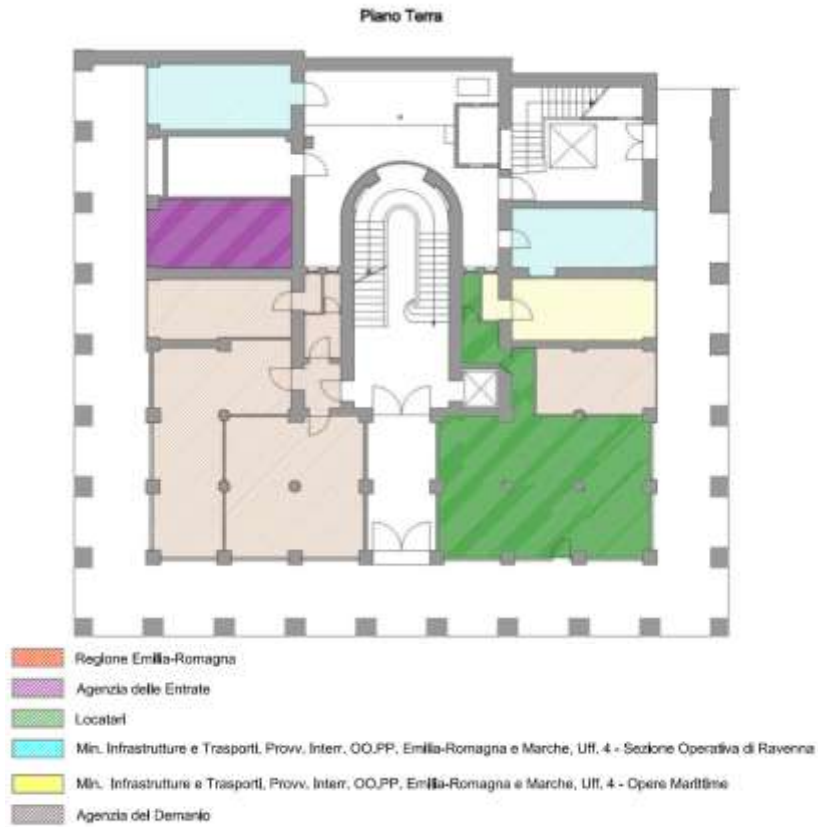 Piano Terra
Regione Emilia-Romagna
Agenzia delle Entrate
Locatari
Min. Infrastrutture e Trasporti, Provv. Interr. OO.PP. Emilia-Romagna e Marche, Uff. 4 - Sezione Operativa di Ravenna
Min. Infrastrutture e Trasporti, Provv. Interr. OO.PP. Emilia-Romagna e Marche, Uff. 4 - Opere Marittime
Agenzia del Demanio